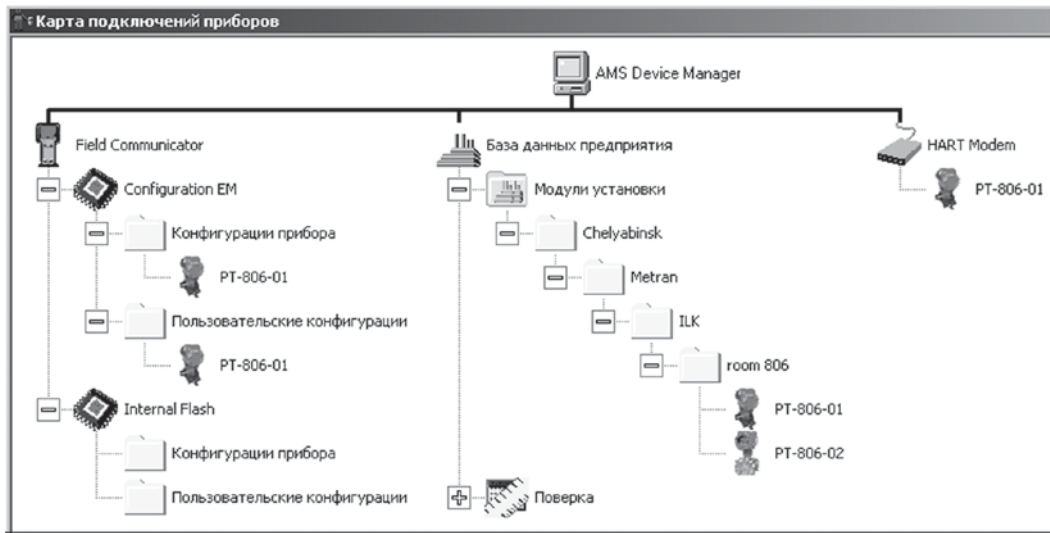 Карта подключений приборов
AMS Device Manager
Field Communicator
Configuration EM
Конфигурации прибора
PT-806-01
Пользовательские конфигурации
PT-806-01
Internal Flash
Конфигурации прибора
Пользовательские конфигурации
База данных предприятия
Модули установки
Chelyabinsk
Metran
ILK
room 806
PT-806-01
PT-806-02
Поверка
HART Modem
PT-806-01